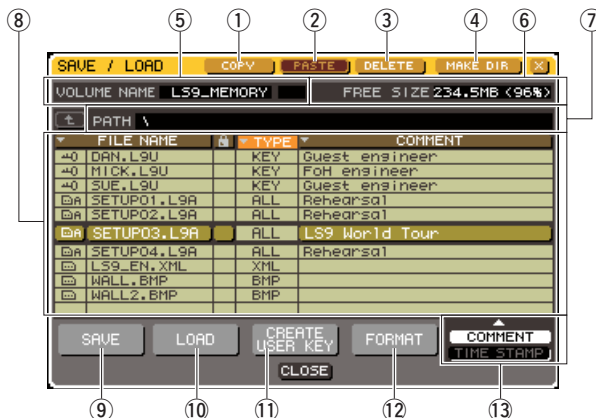 ⑧ ⑤ ① ② ③ ④ ⑥ ⑦
SAVE / LOAD COPY PASTE DELETE MAKE DIR X
VOLUME NAME LS9_MEMORY FREE SIZE 234.5MB (96%)
PATH \
FILE NAME TYPE COMMENT
DAN.L9U KEY Guest engineer
MICK.L9U KEY FoH engineer
SUE.L9U KEY Guest engineer
SETUP01.L9A ALL Rehearsal
SETUP02.L9A ALL Rehearsal
SETUP03.L9A ALL LS9 World Tour
SETUP04.L9A ALL Rehearsal
LS9_EN.XML XML
WALL.BMP BMP
WALL2.BMP BMP
SAVE LOAD CREATE USER KEY FORMAT COMMENT
TIME STAMP
CLOSE
⑨ ⑩ ⑪ ⑫ ⑬